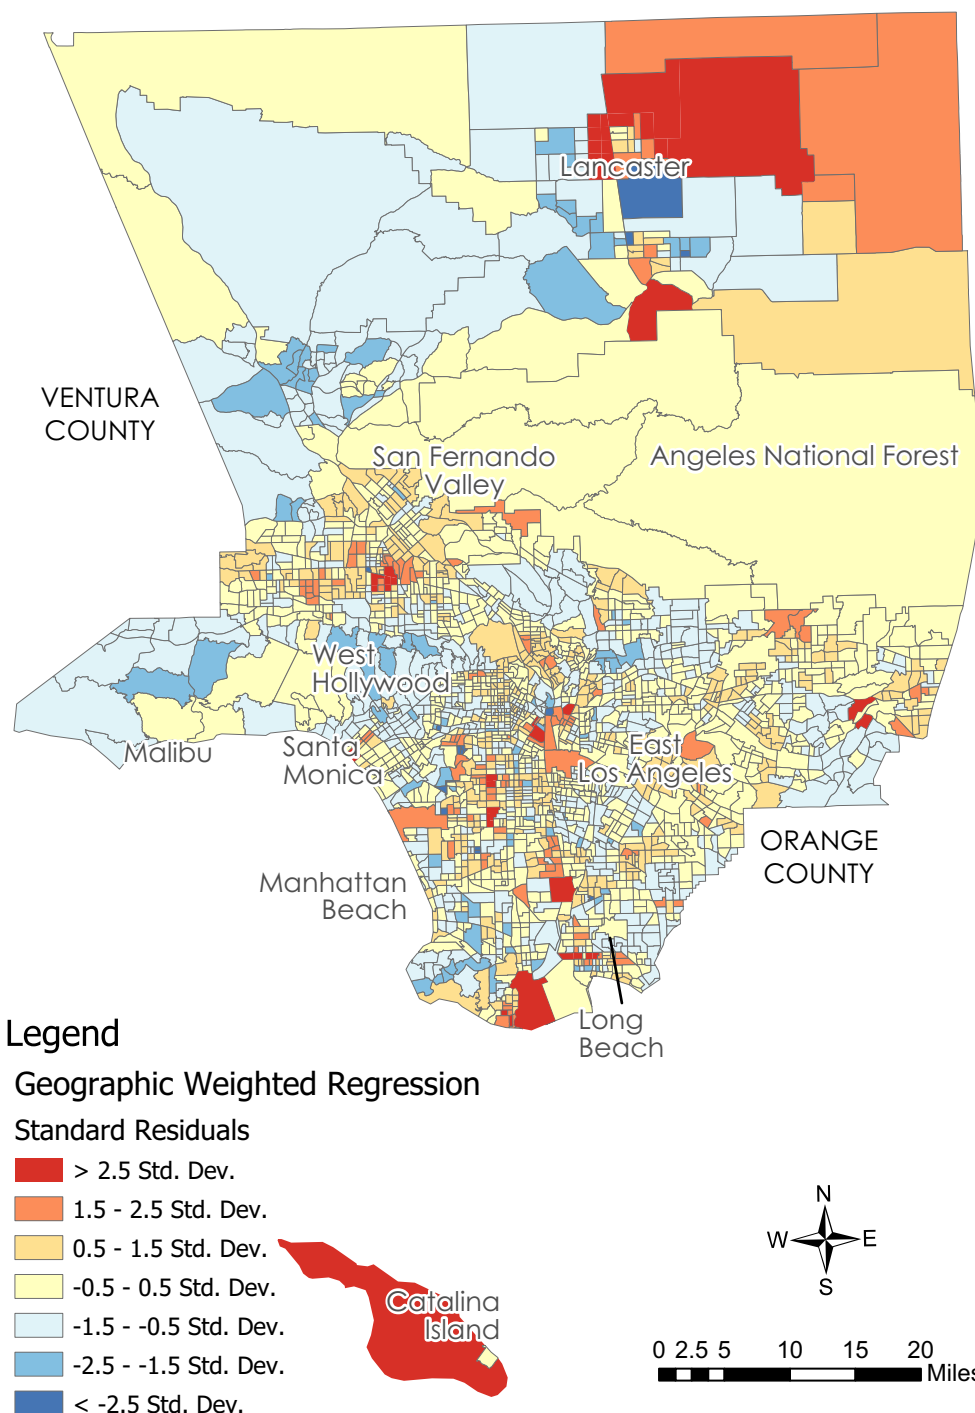 Lancaster
VENTURA
COUNTY
San Fernando
Valley
Angeles National Forest
West
Hollywood
Malibu
Santa
Monica
East
Los Angeles
ORANGE
COUNTY
Manhattan
Beach
Long
Beach
Legend
Geographic Weighted Regression
Standard Residuals
> 2.5 Std. Dev.
1.5 - 2.5 Std. Dev.
0.5 - 1.5 Std. Dev.
-0.5 - 0.5 Std. Dev.
-1.5 - -0.5 Std. Dev.
-2.5 - -1.5 Std. Dev.
< -2.5 Std. Dev.
Catalina
Island
N
W E
S
0 2.5 5 10 15 20
Miles